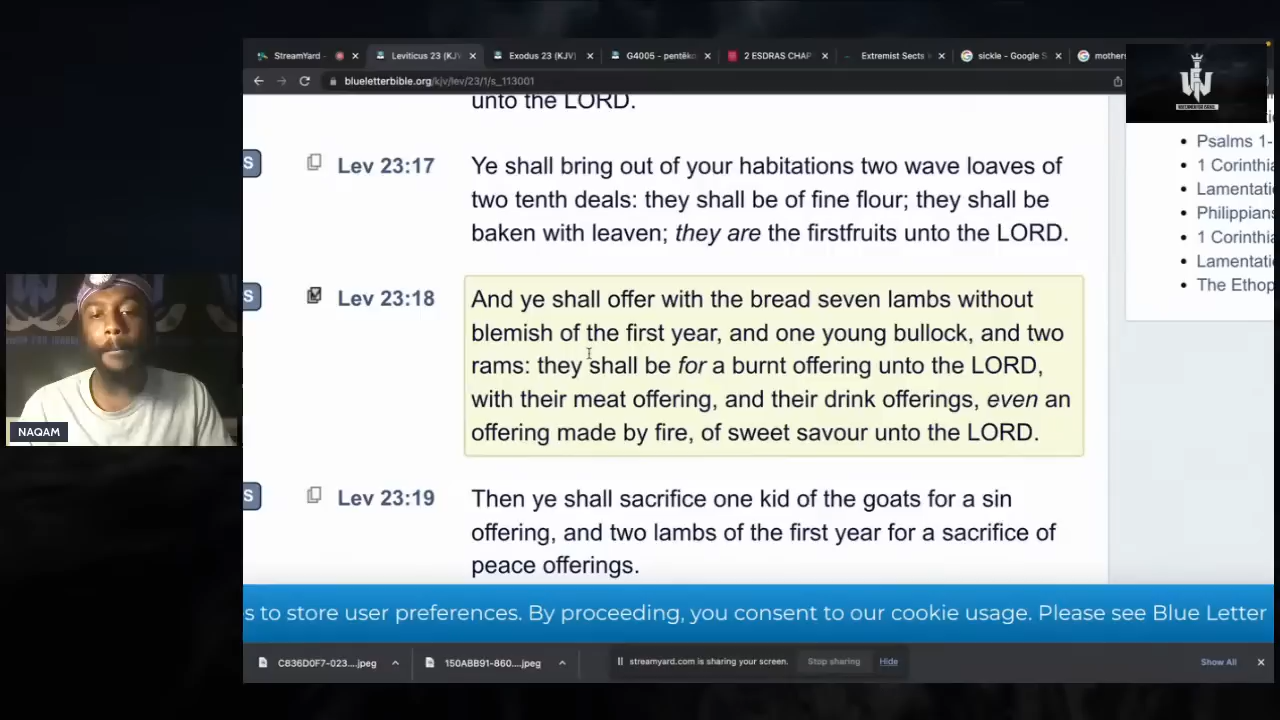 StreamYard
Leviticus 23 (KJV
Exodus 23 (KJV)
G4005 - pentēko
2 ESDRAS CHAP
Extremist Sects
sickle - Google S
mothers
blueletterbible.org/kjv/lev/23/1/s_113001
unto the LORD.
S
Lev 23:17
Ye shall bring out of your habitations two wave loaves of
two tenth deals: they shall be of fine flour; they shall be
baken with leaven; they are the firstfruits unto the LORD.
S
Lev 23:18
And ye shall offer with the bread seven lambs without
blemish of the first year, and one young bullock, and two
rams: they shall be for a burnt offering unto the LORD,
with their meat offering, and their drink offerings, even an
offering made by fire, of sweet savour unto the LORD.
S
Lev 23:19
Then ye shall sacrifice one kid of the goats for a sin
offering, and two lambs of the first year for a sacrifice of
peace offerings.
Psalms 1-
1 Corinthia
Lamentatio
Philippians
1 Corinthia
Lamentatio
The Ethop
NAQAM
s to store user preferences. By proceeding, you consent to our cookie usage. Please see Blue Letter
C836D0F7-023....jpeg
150ABB91-860....jpeg
streamyard.com is sharing your screen.
Stop sharing
Hide
Show All